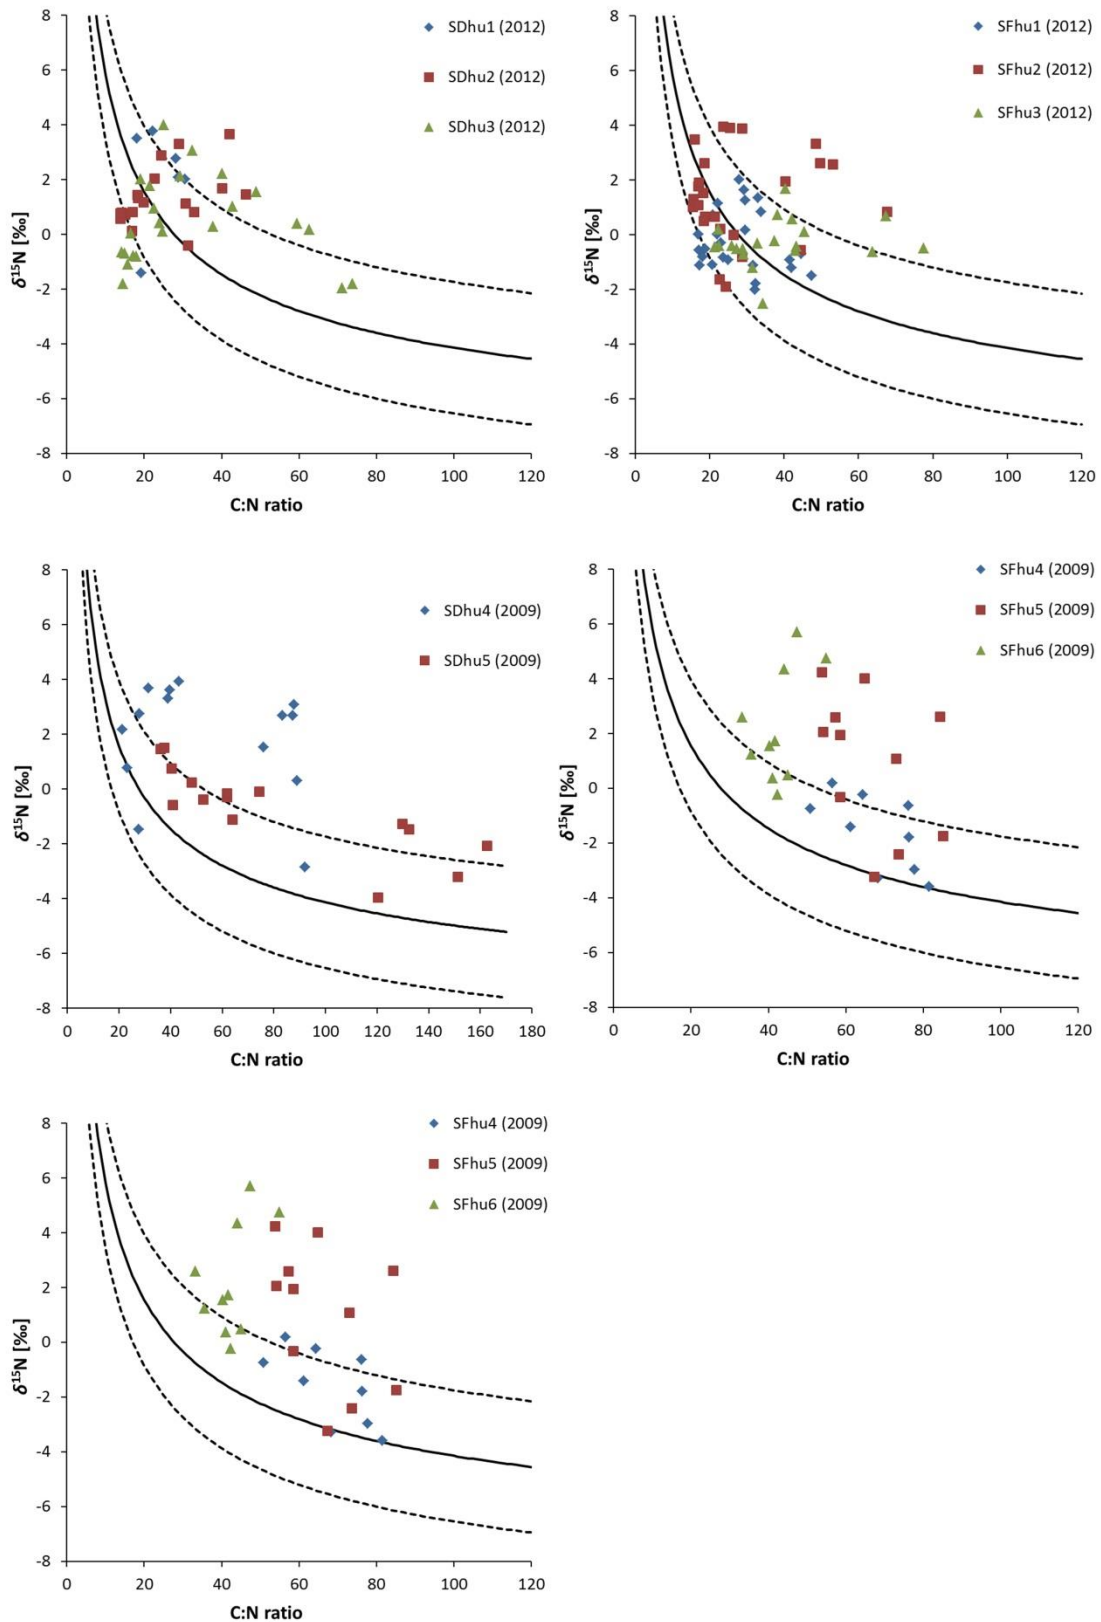 SDhu1 (2012)
SDhu2 (2012)
SDhu3 (2012)
8
6
4
2
0
-2
-4
-6
-8
δ15N [‰]
0 20 40 60 80 100 120
C:N ratio
SFhu1 (2012)
SFhu2 (2012)
SFhu3 (2012)
8
6
4
2
0
-2
-4
-6
-8
δ15N [‰]
0 20 40 60 80 100 120
C:N ratio
SDhu4 (2009)
SDhu5 (2009)
8
6
4
2
0
-2
-4
-6
-8
δ15N [‰]
0 20 40 60 80 100 120 140 160 180
C:N ratio
SFhu4 (2009)
SFhu5 (2009)
SFhu6 (2009)
8
6
4
2
0
-2
-4
-6
-8
δ15N [‰]
0 20 40 60 80 100 120
C:N ratio
SFhu4 (2009)
SFhu5 (2009)
SFhu6 (2009)
8
6
4
2
0
-2
-4
-6
-8
δ15N [‰]
0 20 40 60 80 100 120
C:N ratio